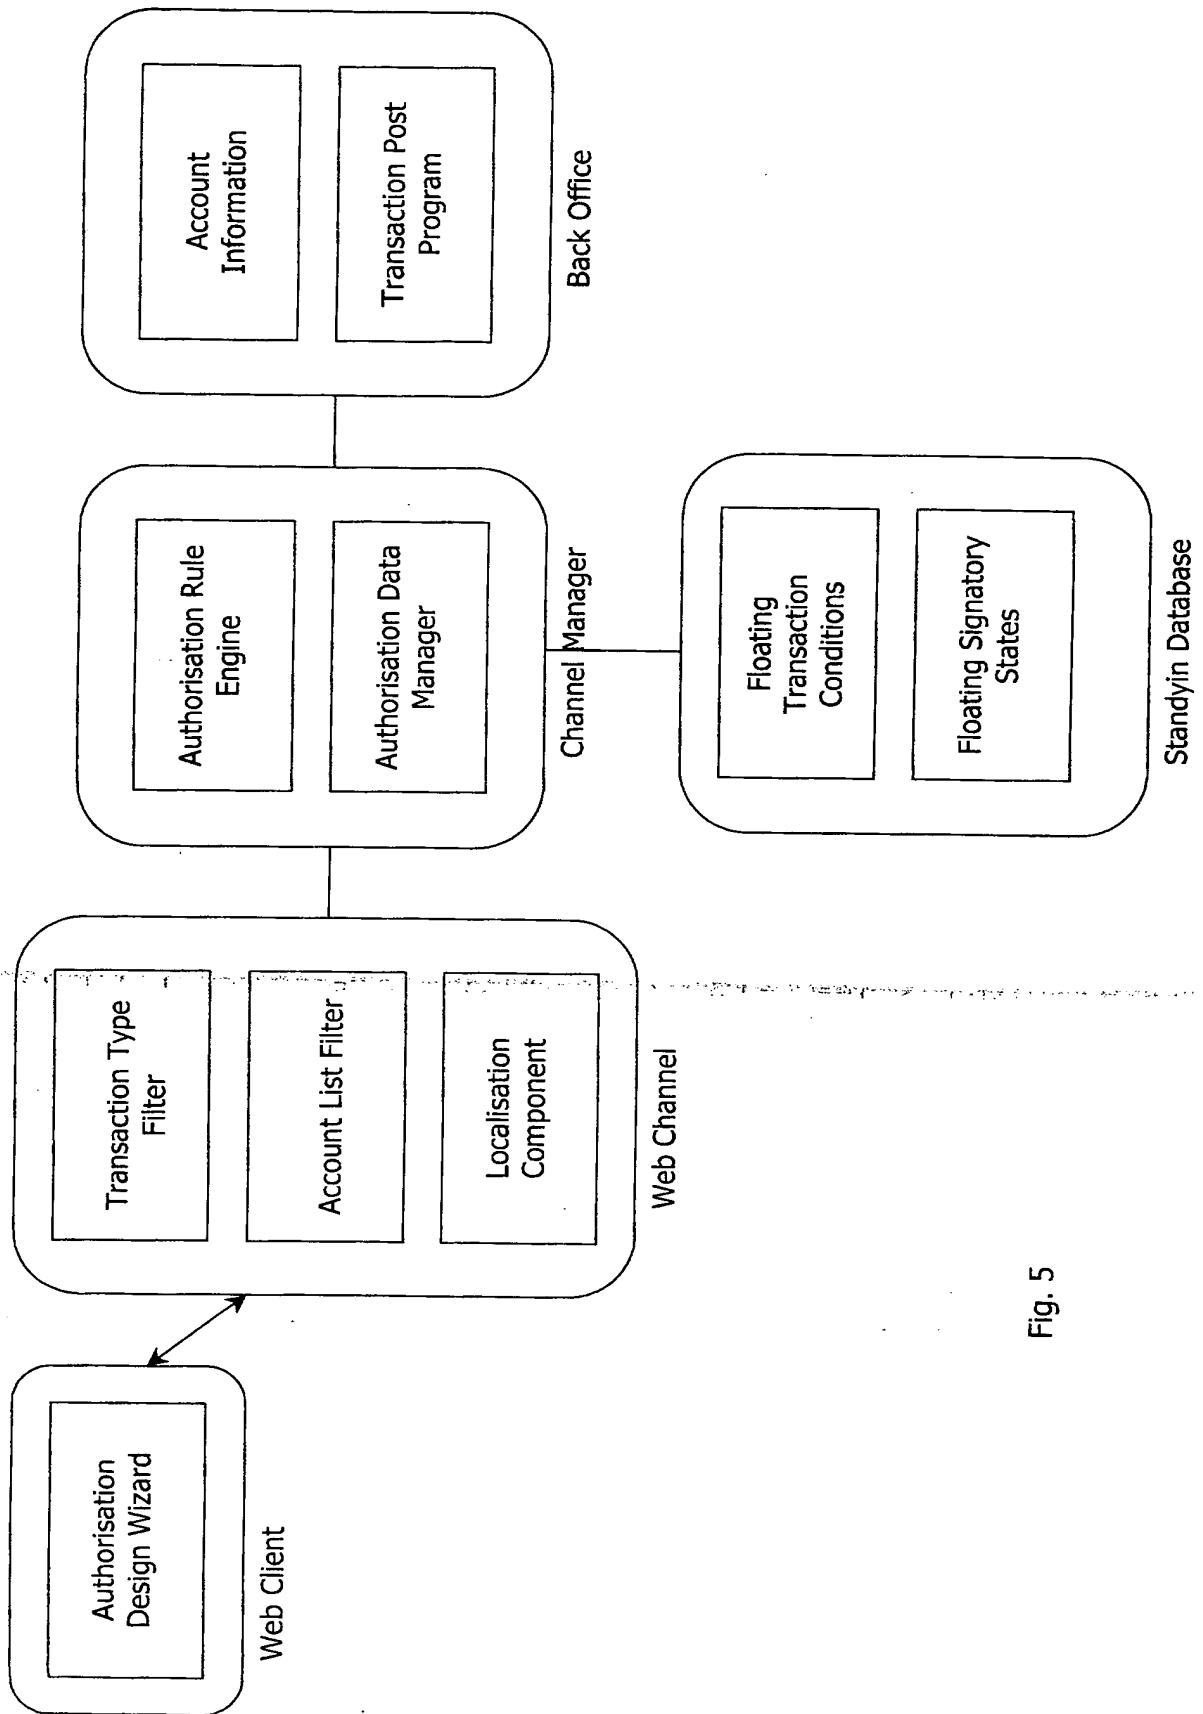 Authorisation
Design Wizard
Web Client
Transaction Type
Filter
Account List Filter
Localisation
Component
Web Channel
Authorisation Rule
Engine
Authorisation Data
Manager
Channel Manager
Account
Information
Transaction Post
Program
Back Office
Floating
Transaction
Conditions
Floating Signatory
States
Standyin Database
Fig. 5